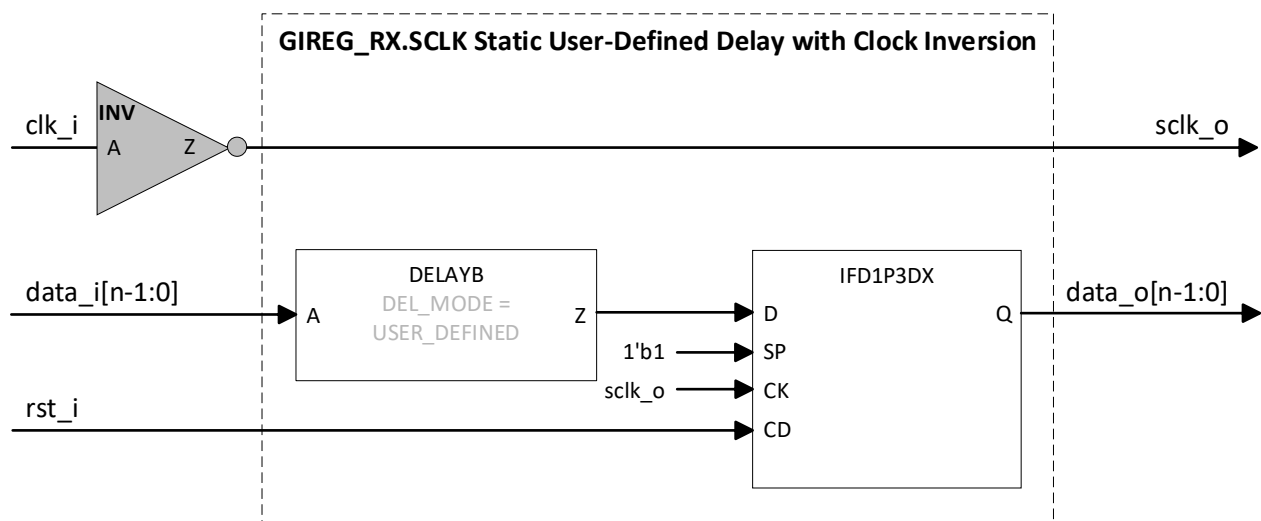 GIREG_RX.SCLK Static User-Defined Delay with Clock Inversion
INV
clk_i
A
Z
sclk_o
DELAYB
DEL_MODE =
USER_DEFINED
IFD1P3DX
data_i[n-1:0]
A
Z
D
Q
data_o[n-1:0]
1'b1
SP
sclk_o
CK
rst_i
CD